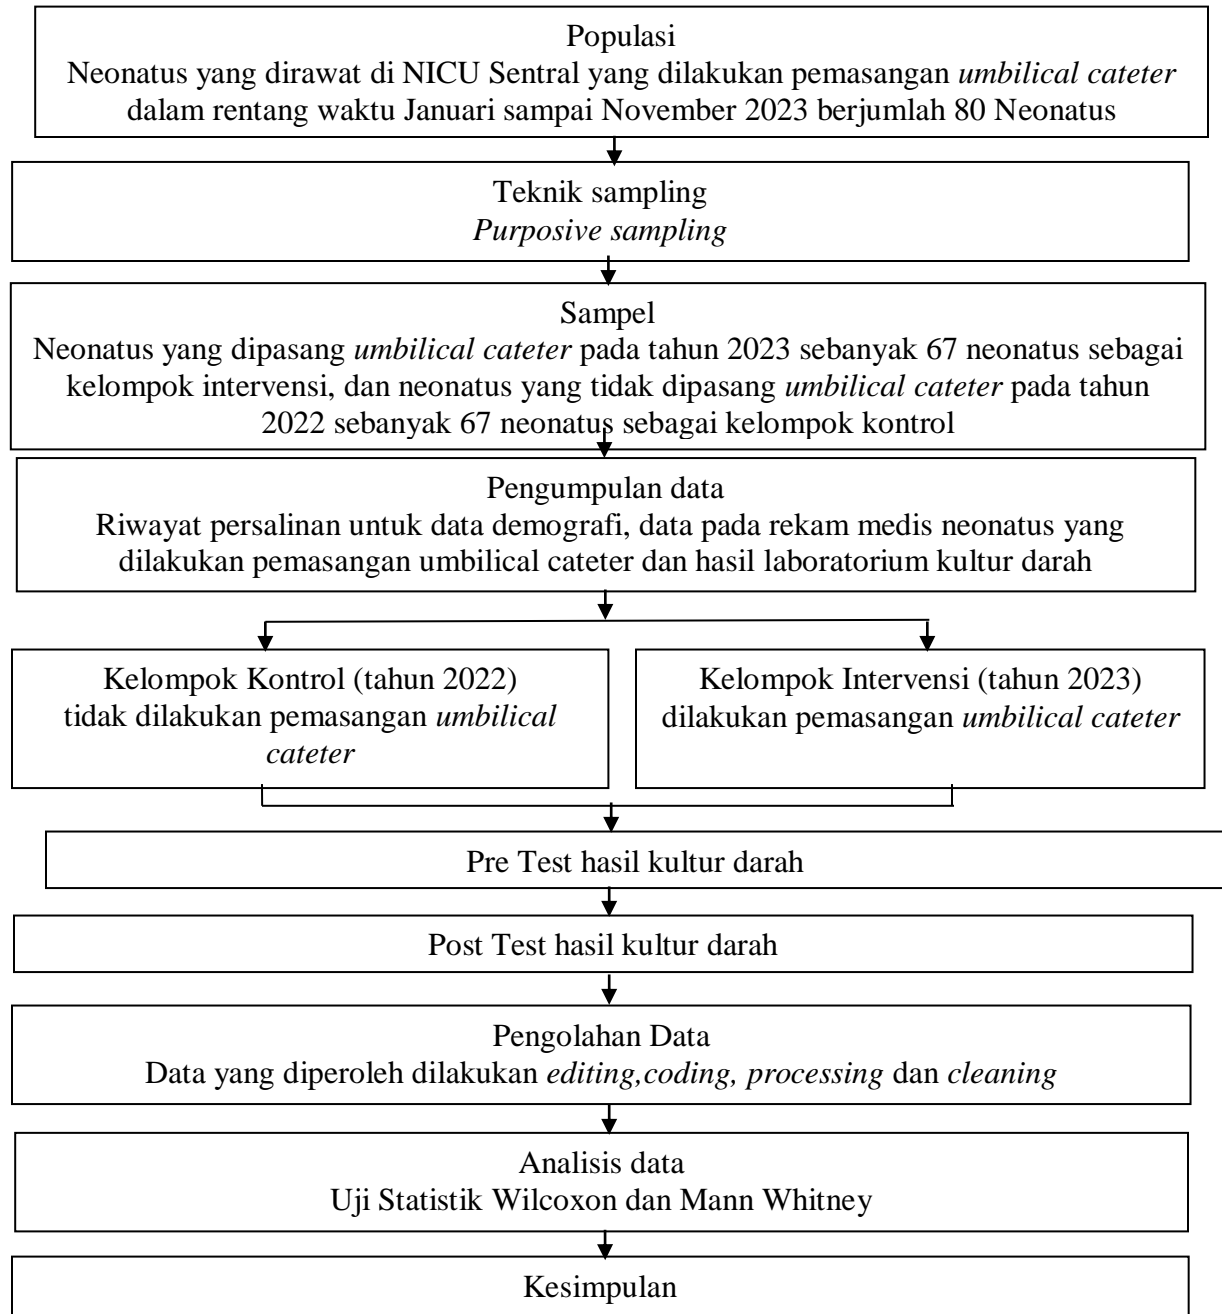 Populasi
Neonatus yang dirawat di NICU Sentral yang dilakukan pemasangan umbilical cateter
dalam rentang waktu Januari sampai November 2023 berjumlah 80 Neonatus
Teknik sampling
Purposive sampling
Sampel
Neonatus yang dipasang umbilical cateter pada tahun 2023 sebanyak 67 neonatus sebagai
kelompok intervensi, dan neonatus yang tidak dipasang umbilical cateter pada tahun
2022 sebanyak 67 neonatus sebagai kelompok kontrol
Pengumpulan data
Riwayat persalinan untuk data demografi, data pada rekam medis neonatus yang
dilakukan pemasangan umbilical cateter dan hasil laboratorium kultur darah
Kelompok Kontrol (tahun 2022)
tidak dilakukan pemasangan umbilical
cateter
Kelompok Intervensi (tahun 2023)
dilakukan pemasangan umbilical cateter
Pre Test hasil kultur darah
Post Test hasil kultur darah
Pengolahan Data
Data yang diperoleh dilakukan editing,coding, processing dan cleaning
Analisis data
Uji Statistik Wilcoxon dan Mann Whitney
Kesimpulan